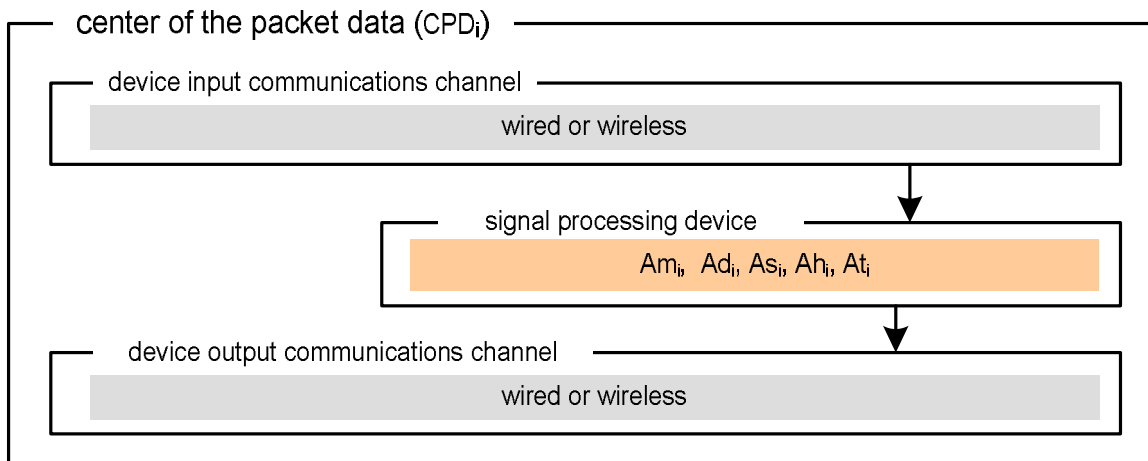 center of the packet data (CPDi)
device input communications channel
wired or wireless
signal processing device
Ami, Adi, Asi, Ahi, Ati
device output communications channel
wired or wireless